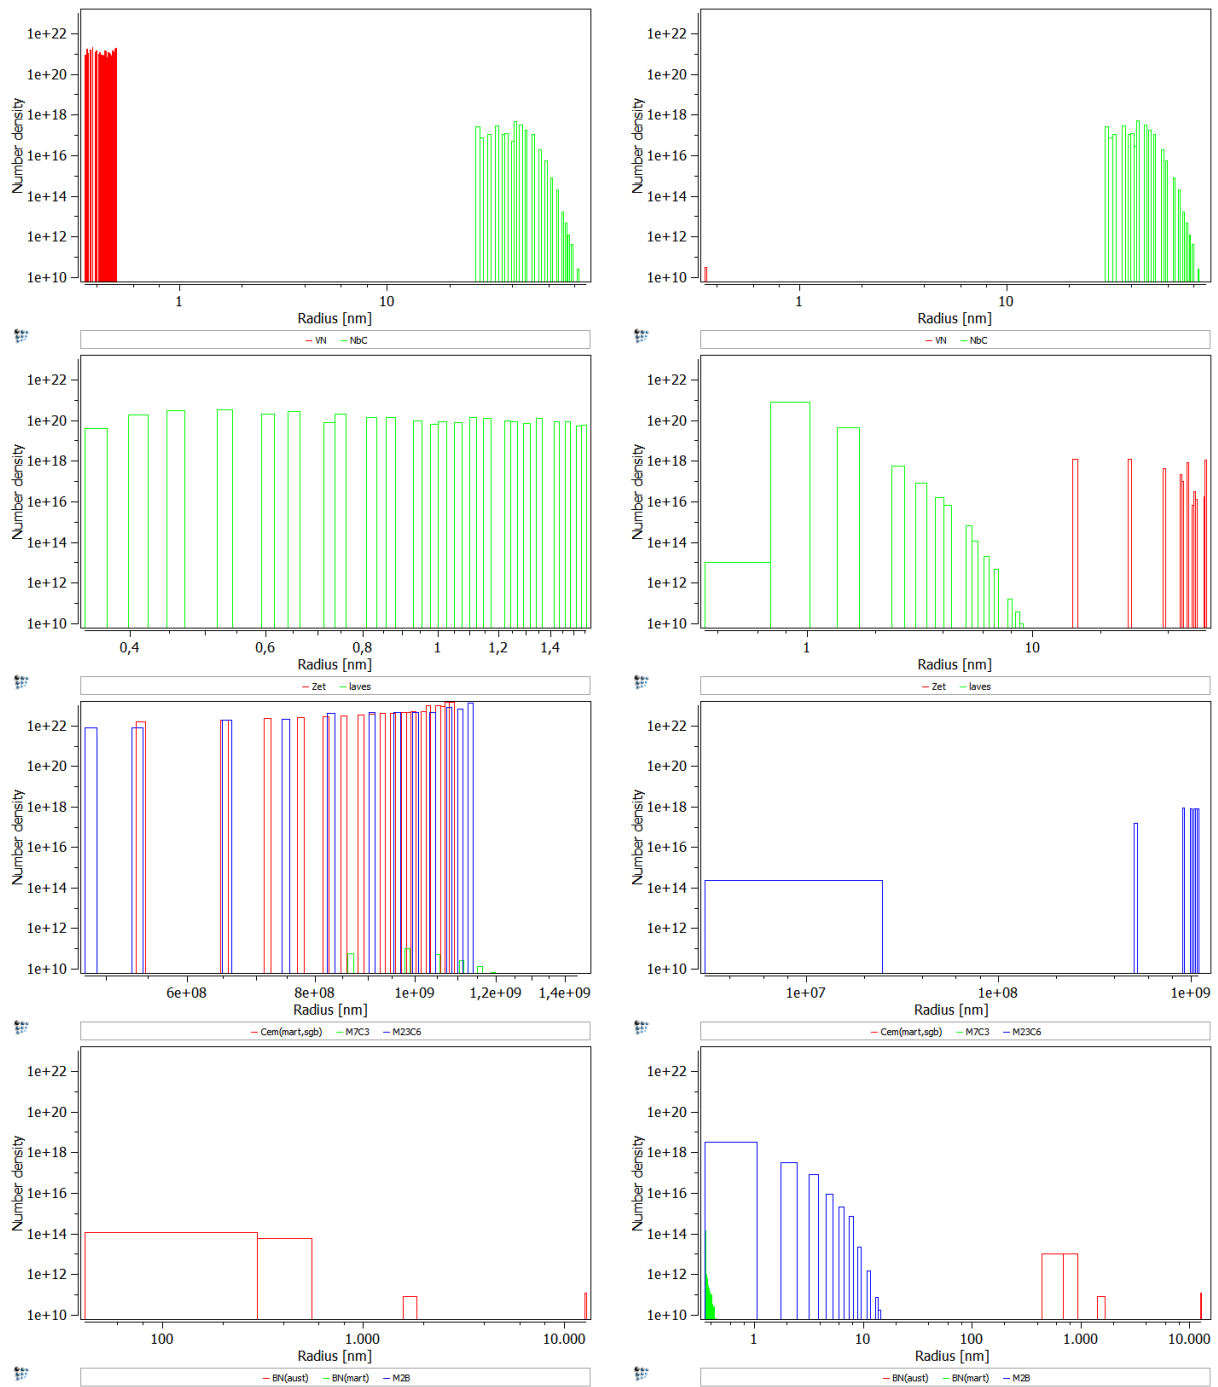 1e+22
1e+20
1e+18
1e+16
1e+14
1e+12
1e+10
Number density
1
10
Radius [nm]
VN NbC
1e+22
1e+20
1e+18
1e+16
1e+14
1e+12
1e+10
Number density
1
10
Radius [nm]
VN NbC
1e+22
1e+20
1e+18
1e+16
1e+14
1e+12
1e+10
Number density
0,4 0,6 0,8 1 1,2 1,4
Radius [nm]
Zet laves
1e+22
1e+20
1e+18
1e+16
1e+14
1e+12
1e+10
Number density
1 10
Radius [nm]
Zet laves
1e+22
1e+20
1e+18
1e+16
1e+14
1e+12
1e+10
Number density
6e+08 8e+08 1e+09 1,2e+09 1,4e+09
Radius [nm]
Cem(mart,sgb) M7C3 M23C6
1e+22
1e+20
1e+18
1e+16
1e+14
1e+12
1e+10
Number density
1e+07 1e+08 1e+09
Radius [nm]
Cem(mart,sgb) M7C3 M23C6
1e+22
1e+20
1e+18
1e+16
1e+14
1e+12
1e+10
Number density
100 1.000 10.000
Radius [nm]
BN(aust) BN(mart) M2B
1e+22
1e+20
1e+18
1e+16
1e+14
1e+12
1e+10
Number density
1 10 100 1.000 10.000
Radius [nm]
BN(aust) BN(mart) M2B